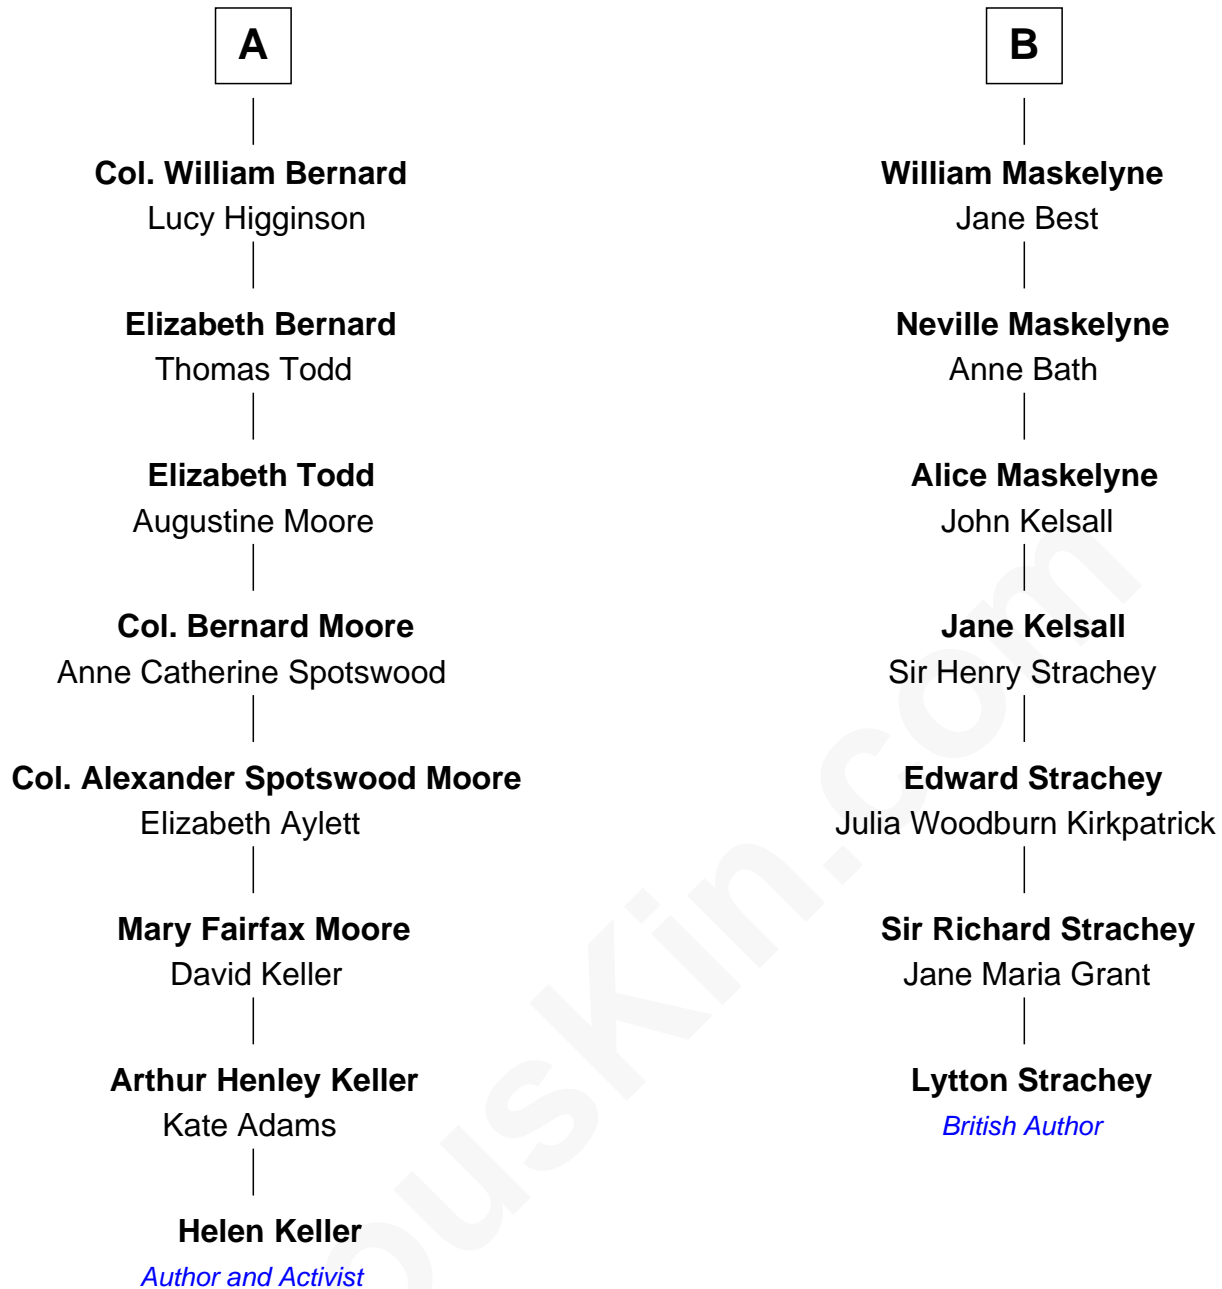 A
Col. William Bernard
Lucy Higginson
Elizabeth Bernard
Thomas Todd
Elizabeth Todd
Augustine Moore
Col. Bernard Moore
Anne Catherine Spotswood
Col. Alexander Spotswood Moore
Elizabeth Aylett
Mary Fairfax Moore
David Keller
Arthur Henley Keller
Kate Adams
Helen Keller
Author and Activist
B
William Maskelyne
Jane Best
Neville Maskelyne
Anne Bath
Alice Maskelyne
John Kelsall
Jane Kelsall
Sir Henry Strachey
Edward Strachey
Julia Woodburn Kirkpatrick
Sir Richard Strachey
Jane Maria Grant
Lytton Strachey
British Author
ousKin.com